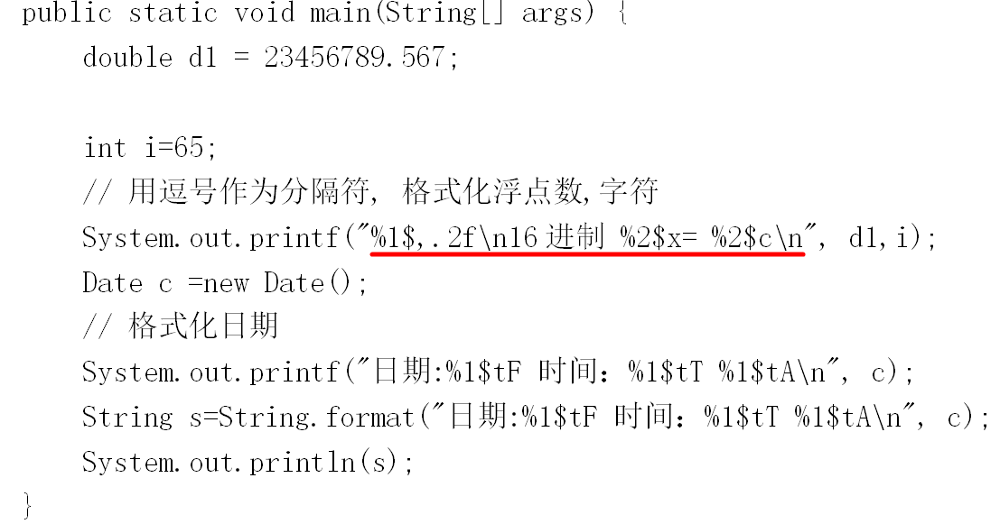 public static void main(String[] args) {
double d1 = 23456789.567;
int i=65;
// 用逗号作为分隔符, 格式化浮点数,字符
System.out.printf("%1$,.2f\n16进制 %2$x= %2$c\n", d1,i);
Date c =new Date();
// 格式化日期
System.out.printf("日期:%1$tF 时间：%1$tT %1$tA\n", c);
String s=String.format("日期:%1$tF 时间：%1$tT %1$tA\n", c);
System.out.println(s);
}